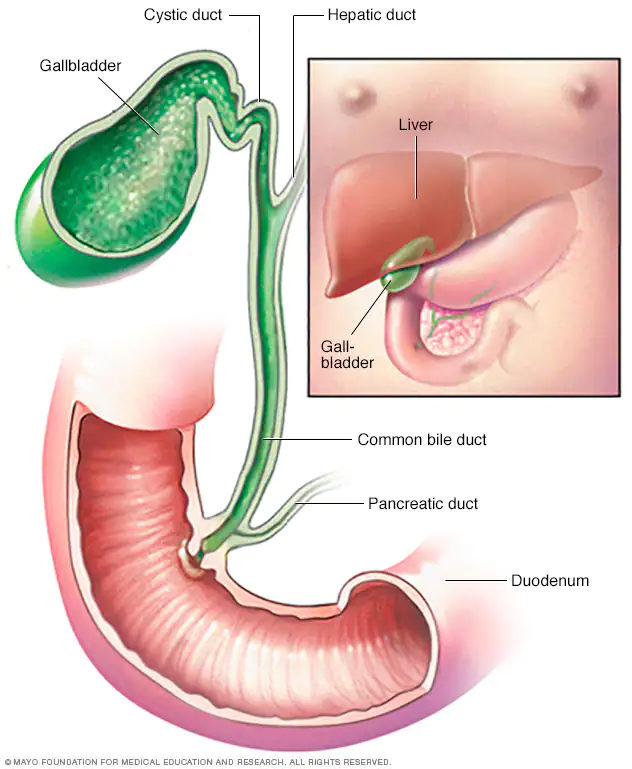 Cystic duct
Hepatic duct
Gallbladder
Liver
Gall-
bladder
Common bile duct
Pancreatic duct
Duodenum
© MAYO FOUNDATION FOR MEDICAL EDUCATION AND RESEARCH. ALL RIGHTS RESERVED.